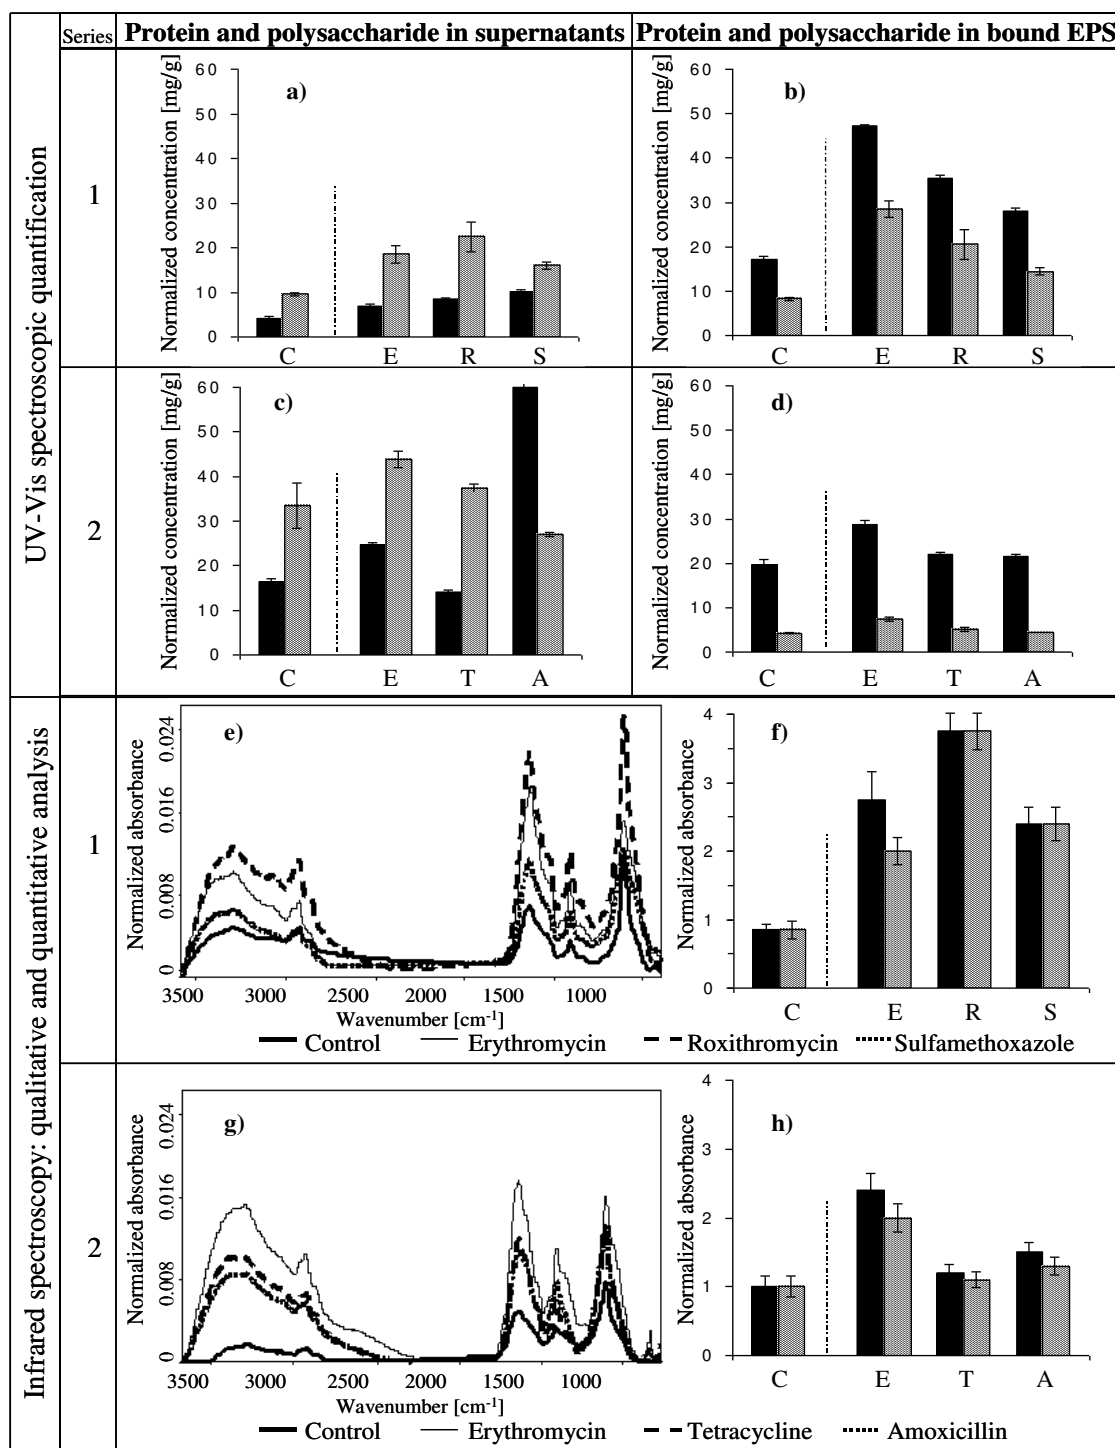 Series Protein and polysaccharide in supernatants Protein and polysaccharide in bound EPS
UV-Vis spectroscopic quantification
1
a)
Normalized concentration [mg/g]
60
50
40
30
20
10
0
C E R S
b)
Normalized concentration [mg/g]
60
50
40
30
20
10
0
C E R S
2
c)
Normalized concentration [mg/g]
60
50
40
30
20
10
0
C E T A
d)
Normalized concentration [mg/g]
60
50
40
30
20
10
0
C E T A
Infrared spectroscopy: qualitative and quantitative analysis
1
e)
Normalized absorbance
0.024
0.016
0.008
0
3500 3000 2500 2000 1500 1000
Wavenumber [cm-1]
Control Erythromycin Roxithromycin Sulfamethoxazole
f)
Normalized absorbance
4
3
2
1
0
C E R S
2
g)
Normalized absorbance
0.024
0.016
0.008
0
3500 3000 2500 2000 1500 1000
Wavenumber [cm-1]
Control Erythromycin Tetracycline Amoxicillin
h)
Normalized absorbance
4
3
2
1
0
C E T A